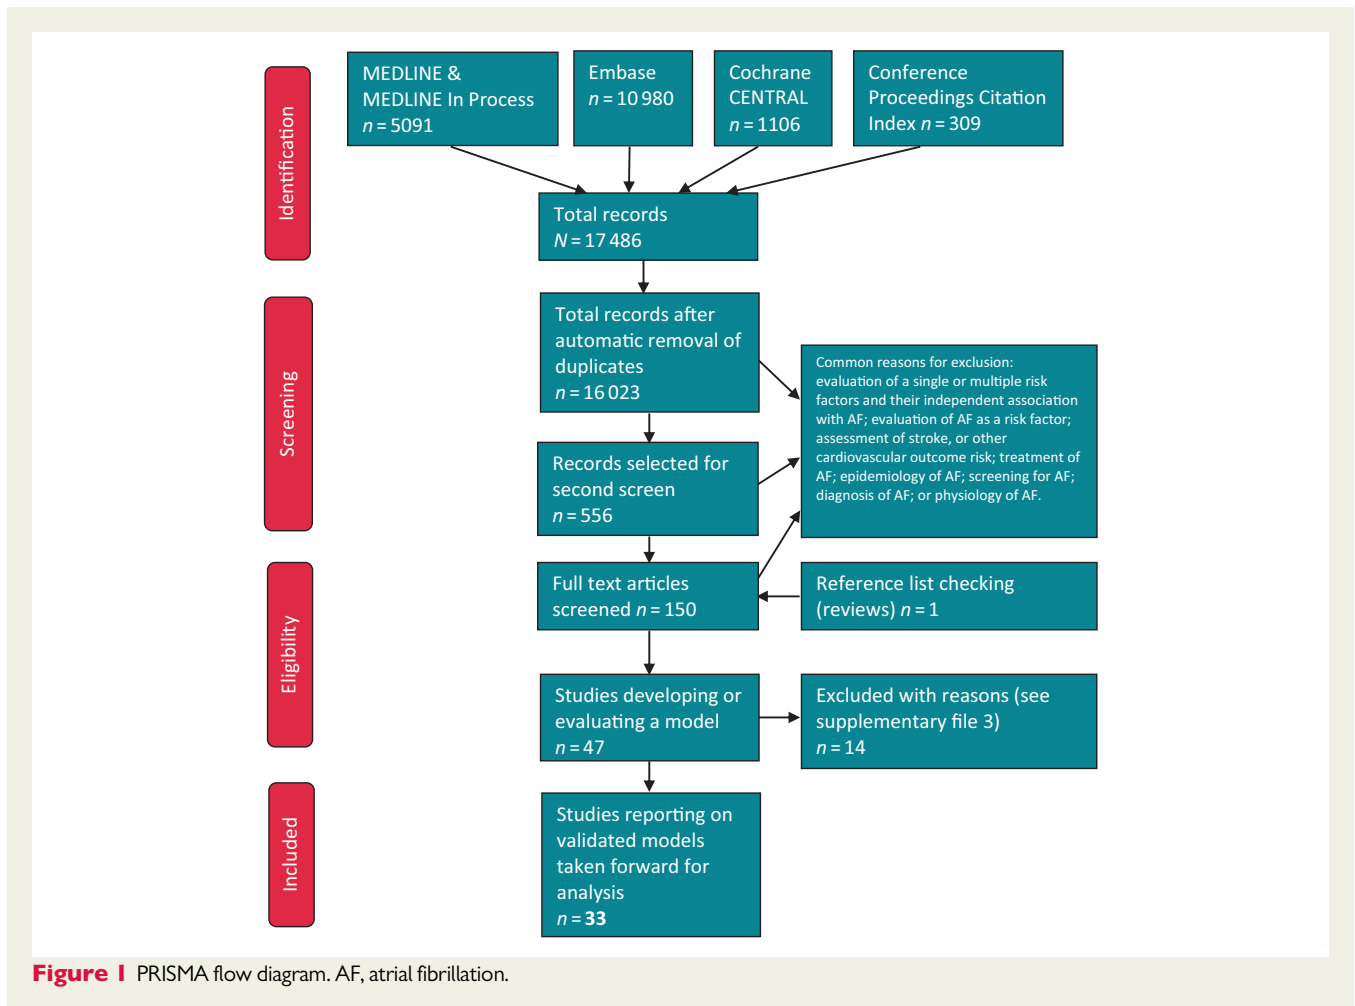 Identification
MEDLINE &
MEDLINE In Process
n = 5091
Embase
n = 10 980
Cochrane
CENTRAL
n = 1106
Conference
Proceedings Citation
Index n = 309
Total records
N = 17 486
Screening
Total records after
automatic removal of
duplicates
n = 16 023
Common reasons for exclusion:
evaluation of a single or multiple risk
factors and their independent association
with AF; evaluation of AF as a risk factor;
assessment of stroke, or other
cardiovascular outcome risk; treatment of
AF; epidemiology of AF; screening for AF;
diagnosis of AF; or physiology of AF.
Records selected for
second screen
n = 556
Eligibility
Full text articles
screened n = 150
Reference list checking
(reviews) n = 1
Studies developing or
evaluating a model
n = 47
Excluded with reasons (see
supplementary file 3)
n = 14
Included
Studies reporting on
validated models
taken forward for
analysis
n = 33
Figure 1 PRISMA flow diagram. AF, atrial fibrillation.